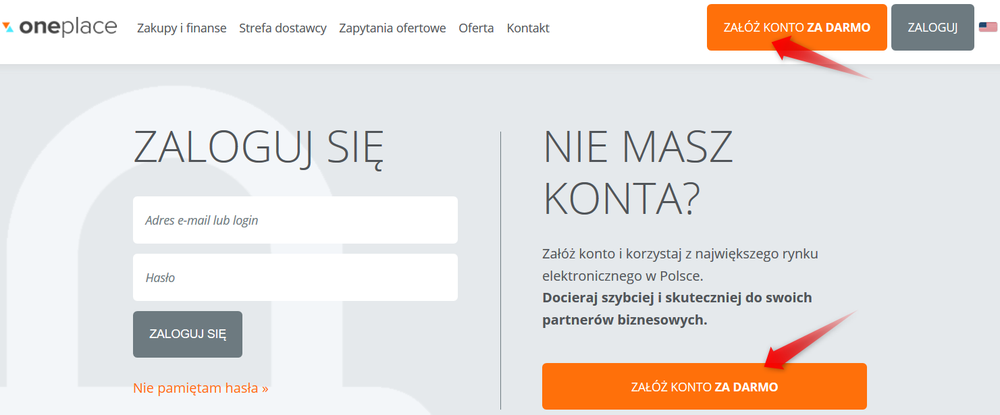 oneplace
Zakupy i finanse
Strefa dostawcy
Zapytania ofertowe
Oferta
Kontakt
ZAŁÓŻ KONTO ZA DARMO
ZALOGUJ
ZALOGUJ SIĘ
Adres e-mail lub login
Hasło
ZALOGUJ SIĘ
Nie pamiętam hasła »
NIE MASZ
KONTA?
Załóż konto i korzystaj z największego rynku
elektronicznego w Polsce.
Docieraj szybciej i skuteczniej do swoich
partnerów biznesowych.
ZAŁÓŻ KONTO ZA DARMO